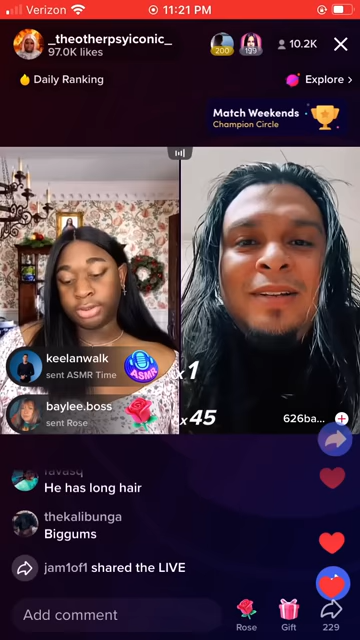 Verizon 11:21 PM
_theotherpsyiconic_
97.0K likes
200
199
10.2K
Daily Ranking
Explore >
Match Weekends
Champion Circle
keelanwalk
sent ASMR Time
ASMR
x1
baylee.boss
sent Rose
x45
626ba...
He has long hair
thekalibunga
Biggums
jam1of1 shared the LIVE
Add comment
Rose
Gift
229